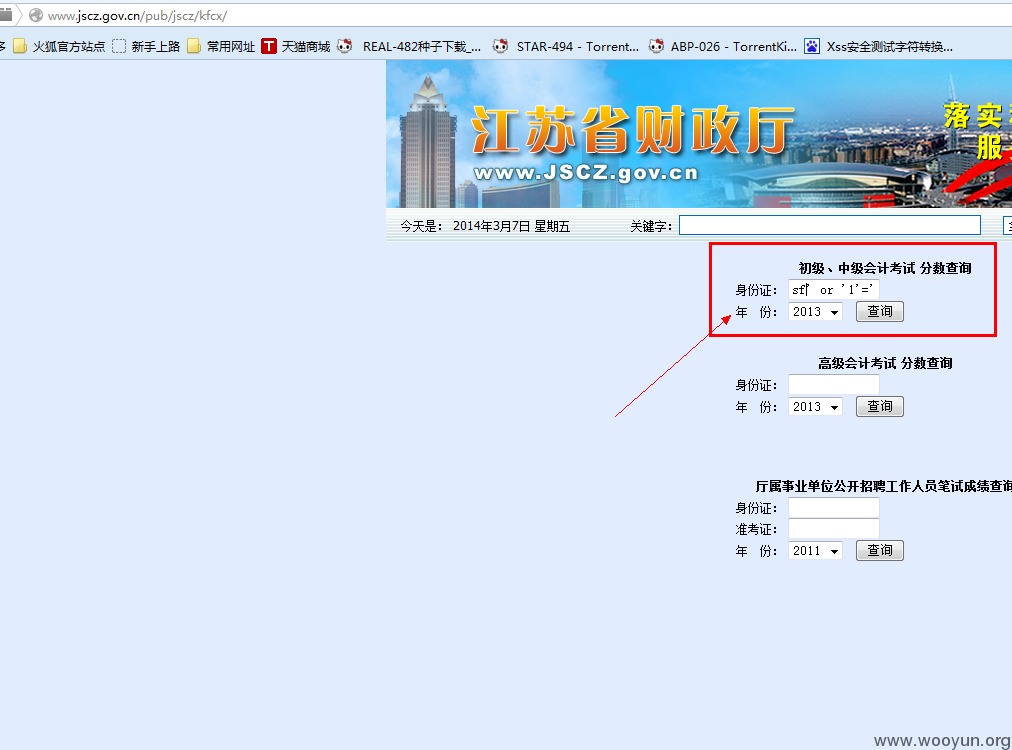 www.jscz.gov.cn/pub/jscz/kfcx/
火狐官方站点 新手上路 常用网址 天猫商城 REAL-482种子下载_... STAR-494 - Torrent... ABP-026 - TorrentKi... Xss安全测试字符转换...
江苏省财政厅
www.JSCZ.gov.cn
落实
服
今天是： 2014年3月7日 星期五 关键字：
初级、中级会计考试 分数查询
身份证： sf' or '1'='
年 份： 2013 查询
高级会计考试 分数查询
身份证：
年 份： 2013 查询
厅属事业单位公开招聘工作人员笔试成绩查询
身份证：
准考证：
年 份： 2011 查询
www.wooyun.org